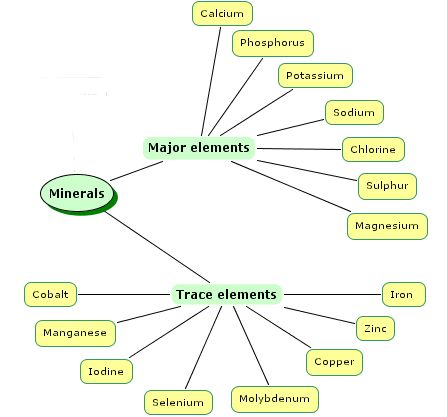 Calcium
Phosphorus
Potassium
Sodium
Major elements
Chlorine
Sulphur
Minerals
Magnesium
Cobalt
Trace elements
Iron
Manganese
Zinc
Iodine
Copper
Selenium
Molybdenum